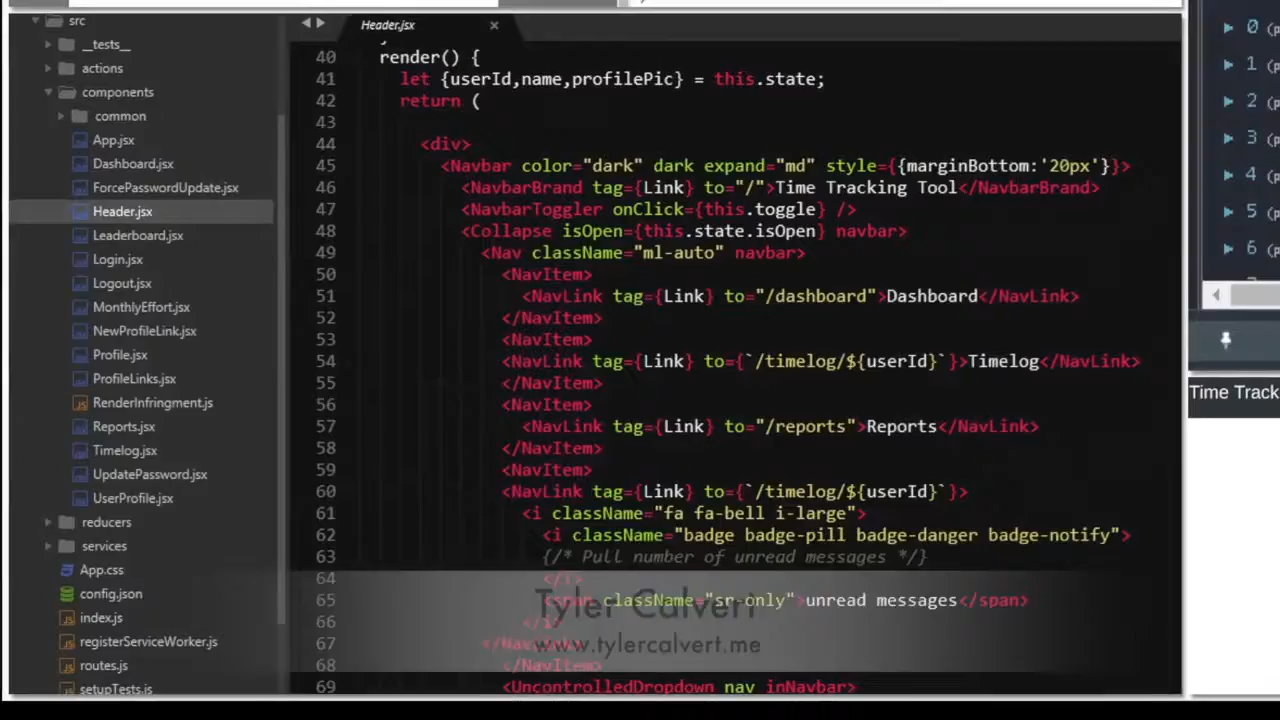 src
__tests__
actions
components
common
App.jsx
Dashboard.jsx
ForcePasswordUpdate.jsx
Header.jsx
Leaderboard.jsx
Login.jsx
Logout.jsx
MonthlyEffort.jsx
NewProfileLink.jsx
Profile.jsx
ProfileLinks.jsx
RenderInfringment.js
Reports.jsx
Timelog.jsx
UpdatePassword.jsx
UserProfile.jsx
reducers
services
App.css
config.json
index.js
registerServiceWorker.js
routes.js
setupTests.js
Header.jsx
40 render() {
41 let {userId,name,profilePic} = this.state;
42 return (
43
44 <div>
45 <Navbar color="dark" dark expand="md" style={{marginBottom:'20px'}}>
46 <NavbarBrand tag={Link} to="/">Time Tracking Tool</NavbarBrand>
47 <NavbarToggler onClick={this.toggle} />
48 <Collapse isOpen={this.state.isOpen} navbar>
49 <Nav className="ml-auto" navbar>
50 <NavItem>
51 <NavLink tag={Link} to="/dashboard">Dashboard</NavLink>
52 </NavItem>
53 <NavItem>
54 <NavLink tag={Link} to={`/timelog/${userId}`}>Timelog</NavLink>
55 </NavItem>
56 <NavItem>
57 <NavLink tag={Link} to="/reports">Reports</NavLink>
58 </NavItem>
59 <NavItem>
60 <NavLink tag={Link} to={`/timelog/${userId}`}>
61 <i className="fa fa-bell i-large">
62 <i className="badge badge-pill badge-danger badge-notify">
63 {/* Pull number of unread messages */}
64 </i>
65 <span className="sr-only">unread messages</span>
66 </i>
67 </NavLink>
68 </NavItem>
69 <UncontrolledDropdown nav inNavbar>
Tyler Calvert
www.tylercalvert.me
0 (p
1 (p
2 (p
3 (p
4 (p
5 (p
6 (p
Time Track